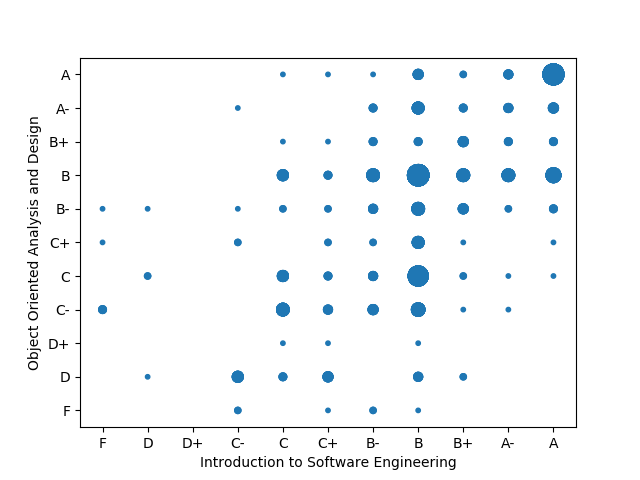 A
A-
B+
B
B-
C+
C
C-
D+
D
F
Object Oriented Analysis and Design
F D D+ C- C C+ B- B B+ A- A
Introduction to Software Engineering